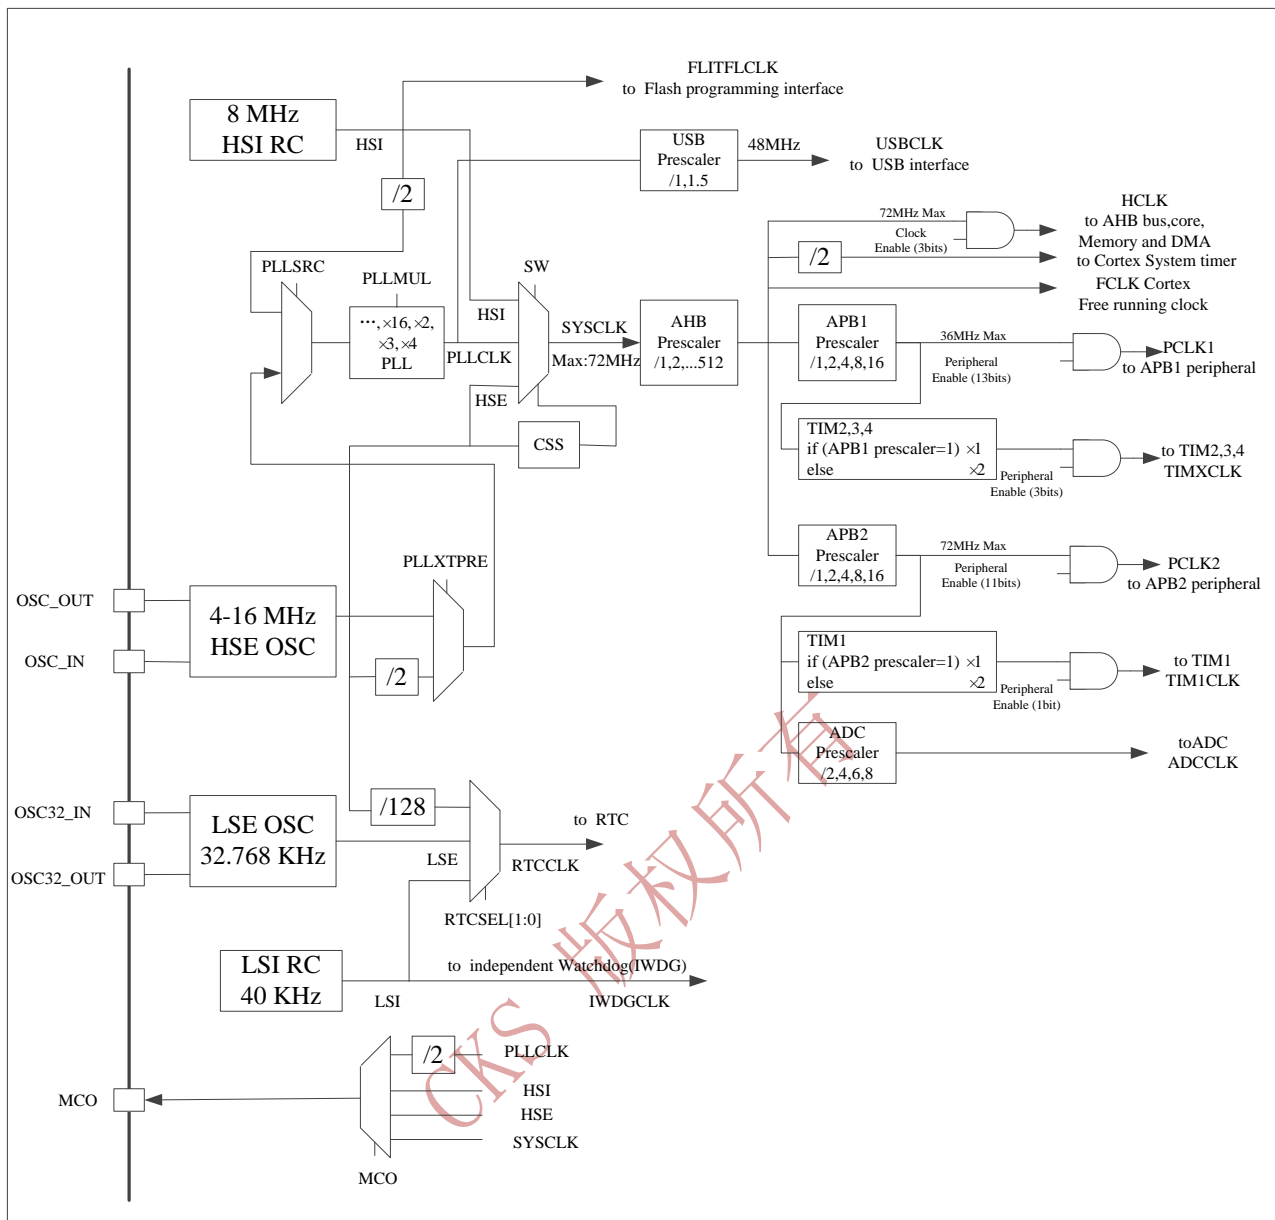 FLITFLCLK
to Flash programming interface
8 MHz
HSI RC
HSI
USB
Prescaler
/1,1.5
48MHz
USBCLK
to USB interface
/2
HCLK
to AHB bus,core,
Memory and DMA
72MHz Max
Clock
Enable (3bits)
/2
to Cortex System timer
FCLK Cortex
Free running clock
PLLSRC
PLLMUL
SW
···,×16,×2,
×3,×4
PLL
HSI
PLLCLK
HSE
SYSCLK
Max:72MHz
AHB
Prescaler
/1,2,...512
APB1
Prescaler
/1,2,4,8,16
36MHz Max
Peripheral
Enable (13bits)
PCLK1
to APB1 peripheral
CSS
TIM2,3,4
if (APB1 prescaler=1) ×1
else ×2
Peripheral
Enable (3bits)
to TIM2,3,4
TIMXCLK
APB2
Prescaler
/1,2,4,8,16
72MHz Max
Peripheral
Enable (11bits)
PCLK2
to APB2 peripheral
PLLXTPRE
OSC_OUT
OSC_IN
4-16 MHz
HSE OSC
/2
TIM1
if (APB2 prescaler=1) ×1
else ×2
Peripheral
Enable (1bit)
to TIM1
TIM1CLK
ADC
Prescaler
/2,4,6,8
toADC
ADCCLK
OSC32_IN
OSC32_OUT
LSE OSC
32.768 KHz
/128
LSE
to RTC
RTCCLK
RTCSEL[1:0]
LSI RC
40 KHz
LSI
to independent Watchdog(IWDG)
IWDGCLK
/2
PLLCLK
HSI
HSE
SYSCLK
MCO
MCO
CKS 版权所有